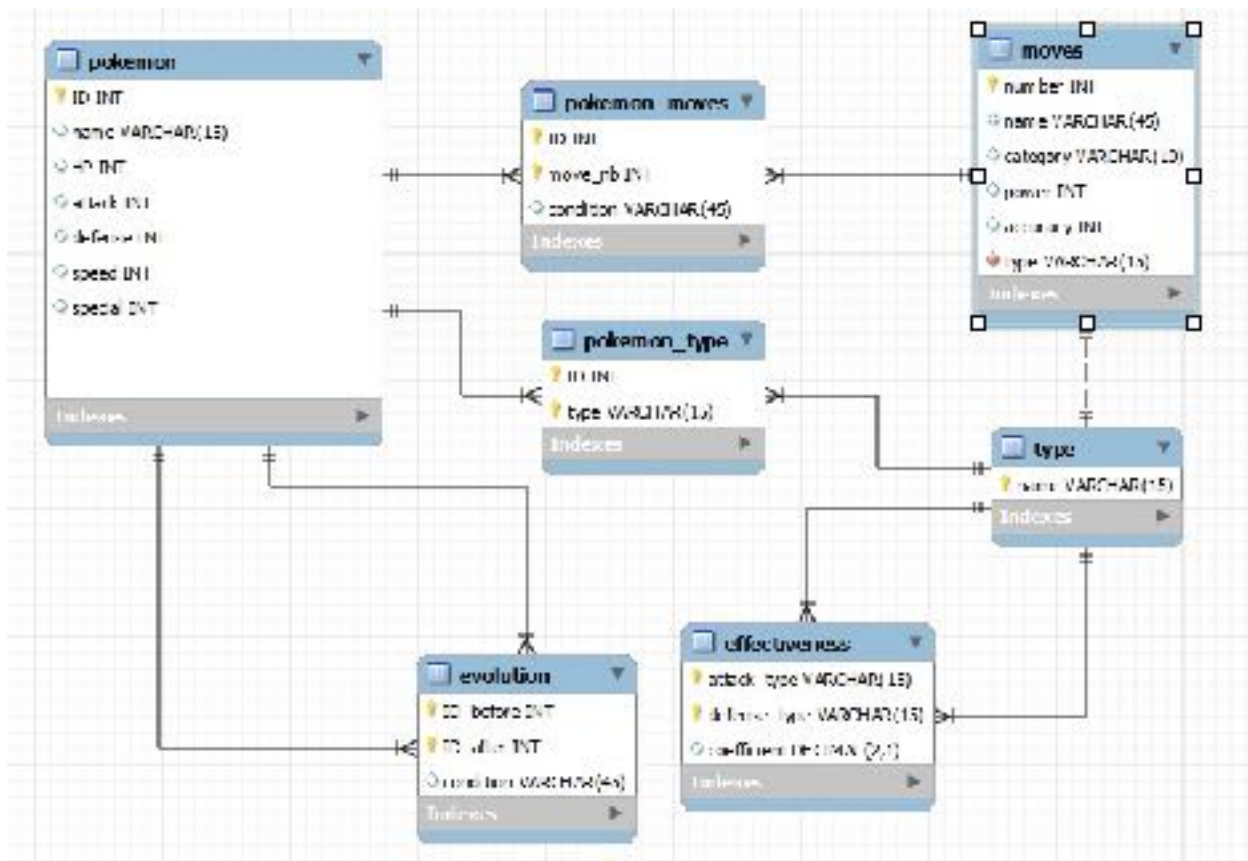 pokemon
ID INT
name VARCHAR(15)
HP INT
attack INT
defense INT
speed INT
special INT
Indexes
pokemon_moves
ID INT
move_nb INT
condition VARCHAR(45)
Indexes
moves
number INT
name VARCHAR(45)
category VARCHAR(10)
power INT
accuracy INT
type VARCHAR(15)
Indexes
pokemon_type
ID INT
type VARCHAR(15)
Indexes
type
name VARCHAR(15)
Indexes
evolution
ID_before INT
ID_after INT
condition VARCHAR(45)
Indexes
effectiveness
attack_type VARCHAR(15)
defense_type VARCHAR(15)
coefficient DECIMAL(2,1)
Indexes